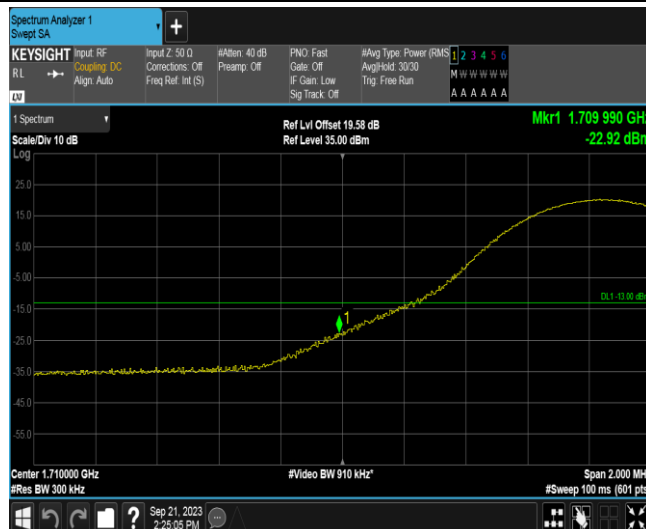 Spectrum Analyzer 1
Swept SA
+
KEYSIGHT
RL
LXI
Input: RF
Coupling: DC
Align: Auto
Input Z: 50 Ω
Corrections: Off
Freq Ref: Int (S)
#Atten: 40 dB
Preamp: Off
PNO: Fast
Gate: Off
IF Gain: Low
Sig Track: Off
#Avg Type: Power (RMS
Avg|Hold: 30/30
Trig: Free Run
1 2 3 4 5 6
M W W W W W
A A A A A A
1 Spectrum
Scale/Div 10 dB
Ref Lvl Offset 19.58 dB
Ref Level 35.00 dBm
Mkr1 1.709 990 GHz
-22.92 dBm
Log
25.0
15.0
5.00
-5.00
-15.0
-25.0
-35.0
-45.0
-55.0
1
DL1 -13.00 dBm
Center 1.710000 GHz
#Res BW 300 kHz
#Video BW 910 kHz*
Span 2.000 MH
#Sweep 100 ms (601 pts
?
Sep 21, 2023
2:25:05 PM